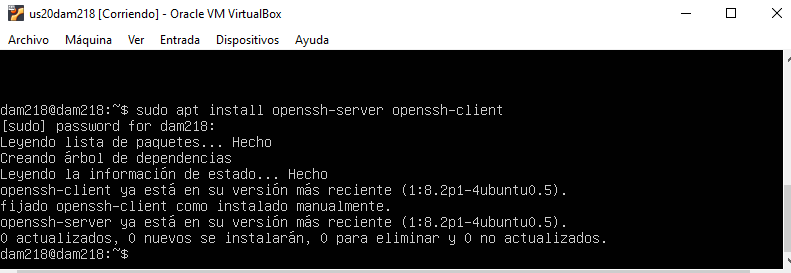 us20dam218 [Corriendo] - Oracle VM VirtualBox
Archivo Máquina Ver Entrada Dispositivos Ayuda
dam218@dam218:~$ sudo apt install openssh-server openssh-client
[sudo] password for dam218:
Leyendo lista de paquetes... Hecho
Creando árbol de dependencias
Leyendo la información de estado... Hecho
openssh-client ya está en su versión más reciente (1:8.2p1-4ubuntu0.5).
fijado openssh-client como instalado manualmente.
openssh-server ya está en su versión más reciente (1:8.2p1-4ubuntu0.5).
0 actualizados, 0 nuevos se instalarán, 0 para eliminar y 0 no actualizados.
dam218@dam218:~$